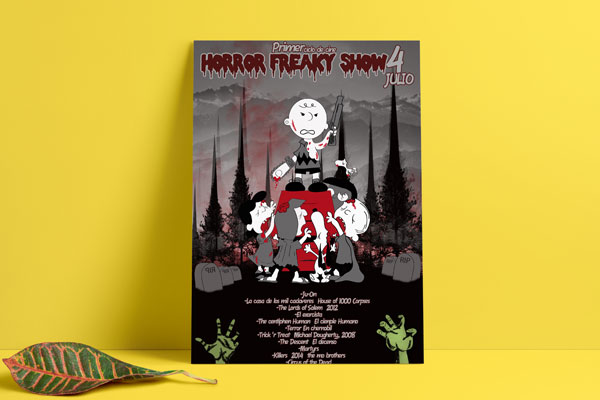 Primer ciclo de cine
HORROR FREAKY SHOW
4
JULIO
-Ju-On
-La casa de los mil cadaveres House of 1000 Corpses
-The Lords of Salem 2012
-El exorcista
-The centiphen Human El cienpie Humano
-Terror En chernobil
-Trick 'r Treat Michael Dougherty, 2008
-The Descent El decenso
-Martyrs
-Killers 2014 the mo brothers
-Circus of the Dead